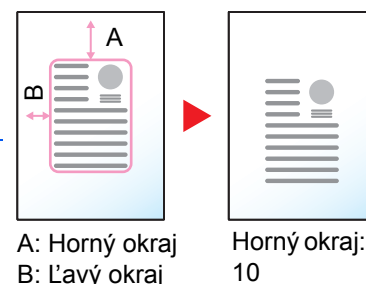 A
B
A: Horný okraj
B: Ľavý okraj
Horný okraj:
10